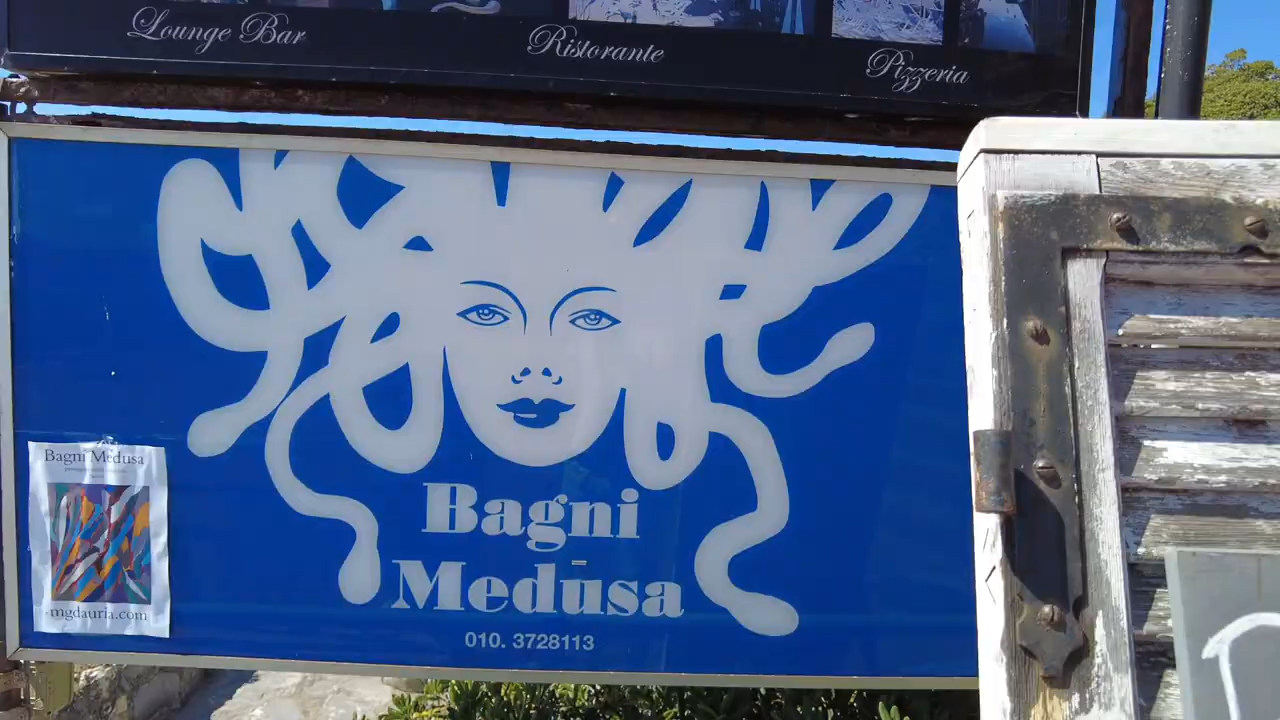 Lounge Bar
Ristorante
Pizzeria
Bagni
Medusa
010. 3728113
Bagni Medusa
mgdauria.com